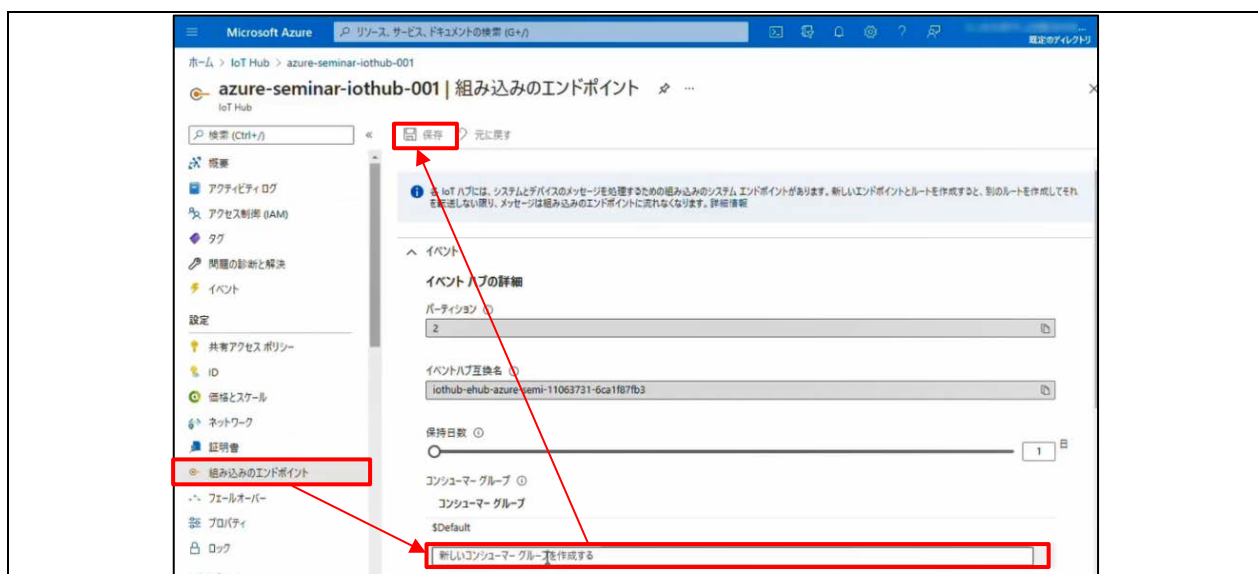 Microsoft Azure
リソース、サービス、ドキュメントの検索 (G+/)
既定のディレクトリ
ホーム > IoT Hub > azure-seminar-iothub-001
azure-seminar-iothub-001 | 組み込みのエンドポイント
IoT Hub
検索 (Ctrl+/)
保存
元に戻す
概要
アクティビティ ログ
アクセス制御 (IAM)
タグ
問題の診断と解決
イベント
設定
共有アクセス ポリシー
ID
価格とスケール
ネットワーク
証明書
組み込みのエンドポイント
フェールオーバー
プロパティ
ロック
各 IoT ハブには、システムとデバイスのメッセージを処理するための組み込みのシステム エンドポイントがあります。新しいエンドポイントとルートを作成すると、別のルートを作成してそれ
を転送しない限り、メッセージは組み込みのエンドポイントに流れなくなります。詳細情報
イベント
イベント ハブの詳細
パーティション
2
イベントハブ互換名
iothub-ehub-azure-semi-11063731-6ca1f87fb3
保持日数
1
日
コンシューマー グループ
コンシューマー グループ
$Default
新しいコンシューマー グループを作成する